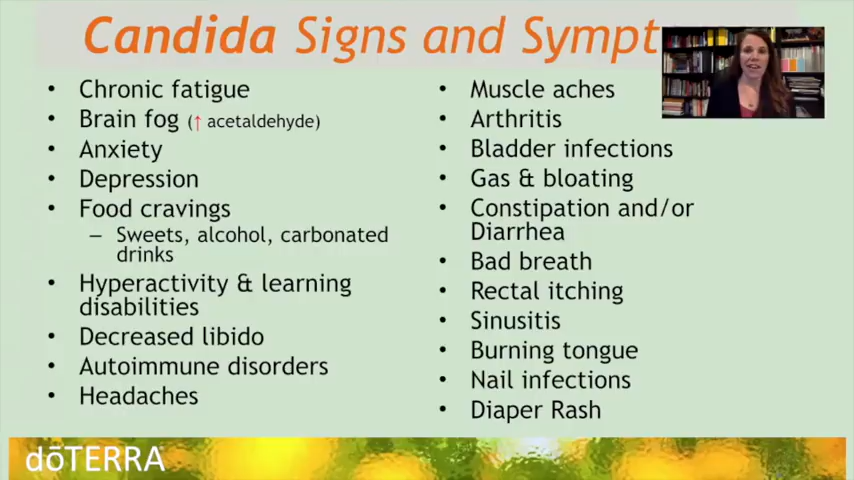 Candida Signs and Sympt
• Chronic fatigue
• Brain fog (↑ acetaldehyde)
• Anxiety
• Depression
• Food cravings
– Sweets, alcohol, carbonated
drinks
• Hyperactivity & learning
disabilities
• Decreased libido
• Autoimmune disorders
• Headaches
• Muscle aches
• Arthritis
• Bladder infections
• Gas & bloating
• Constipation and/or
Diarrhea
• Bad breath
• Rectal itching
• Sinusitis
• Burning tongue
• Nail infections
• Diaper Rash
dōTERRA